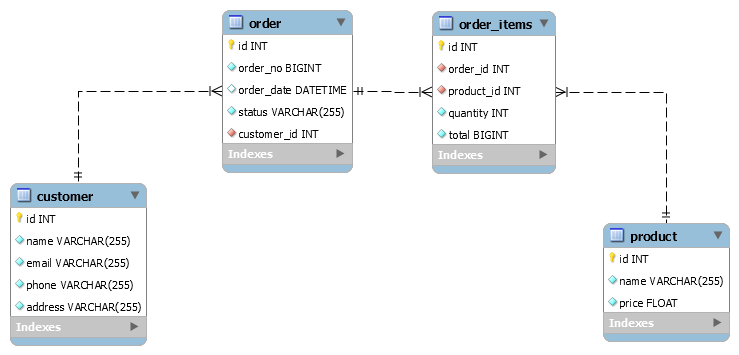 order
id INT
order_no BIGINT
order_date DATETIME
status VARCHAR(255)
customer_id INT
Indexes
order_items
id INT
order_id INT
product_id INT
quantity INT
total BIGINT
Indexes
customer
id INT
name VARCHAR(255)
email VARCHAR(255)
phone VARCHAR(255)
address VARCHAR(255)
Indexes
product
id INT
name VARCHAR(255)
price FLOAT
Indexes